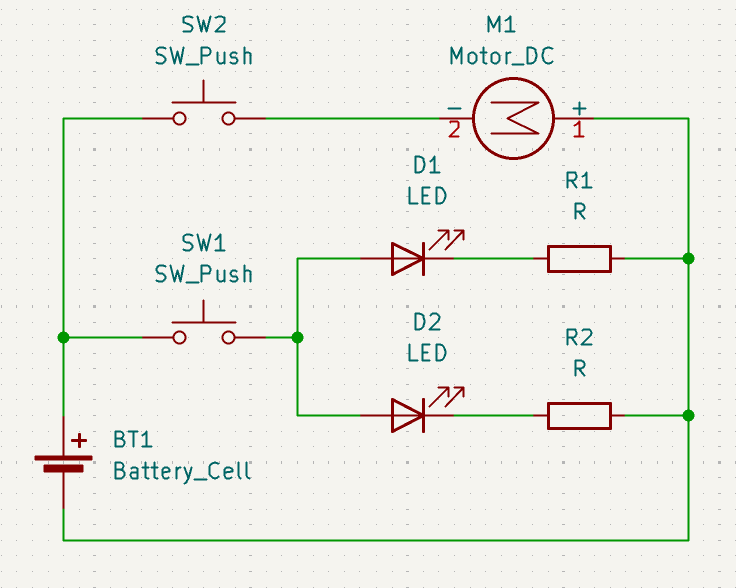 SW2
SW_Push
M1
Motor_DC
− +
2 1
D1
LED
R1
R
SW1
SW_Push
D2
LED
R2
R
+
BT1
Battery_Cell